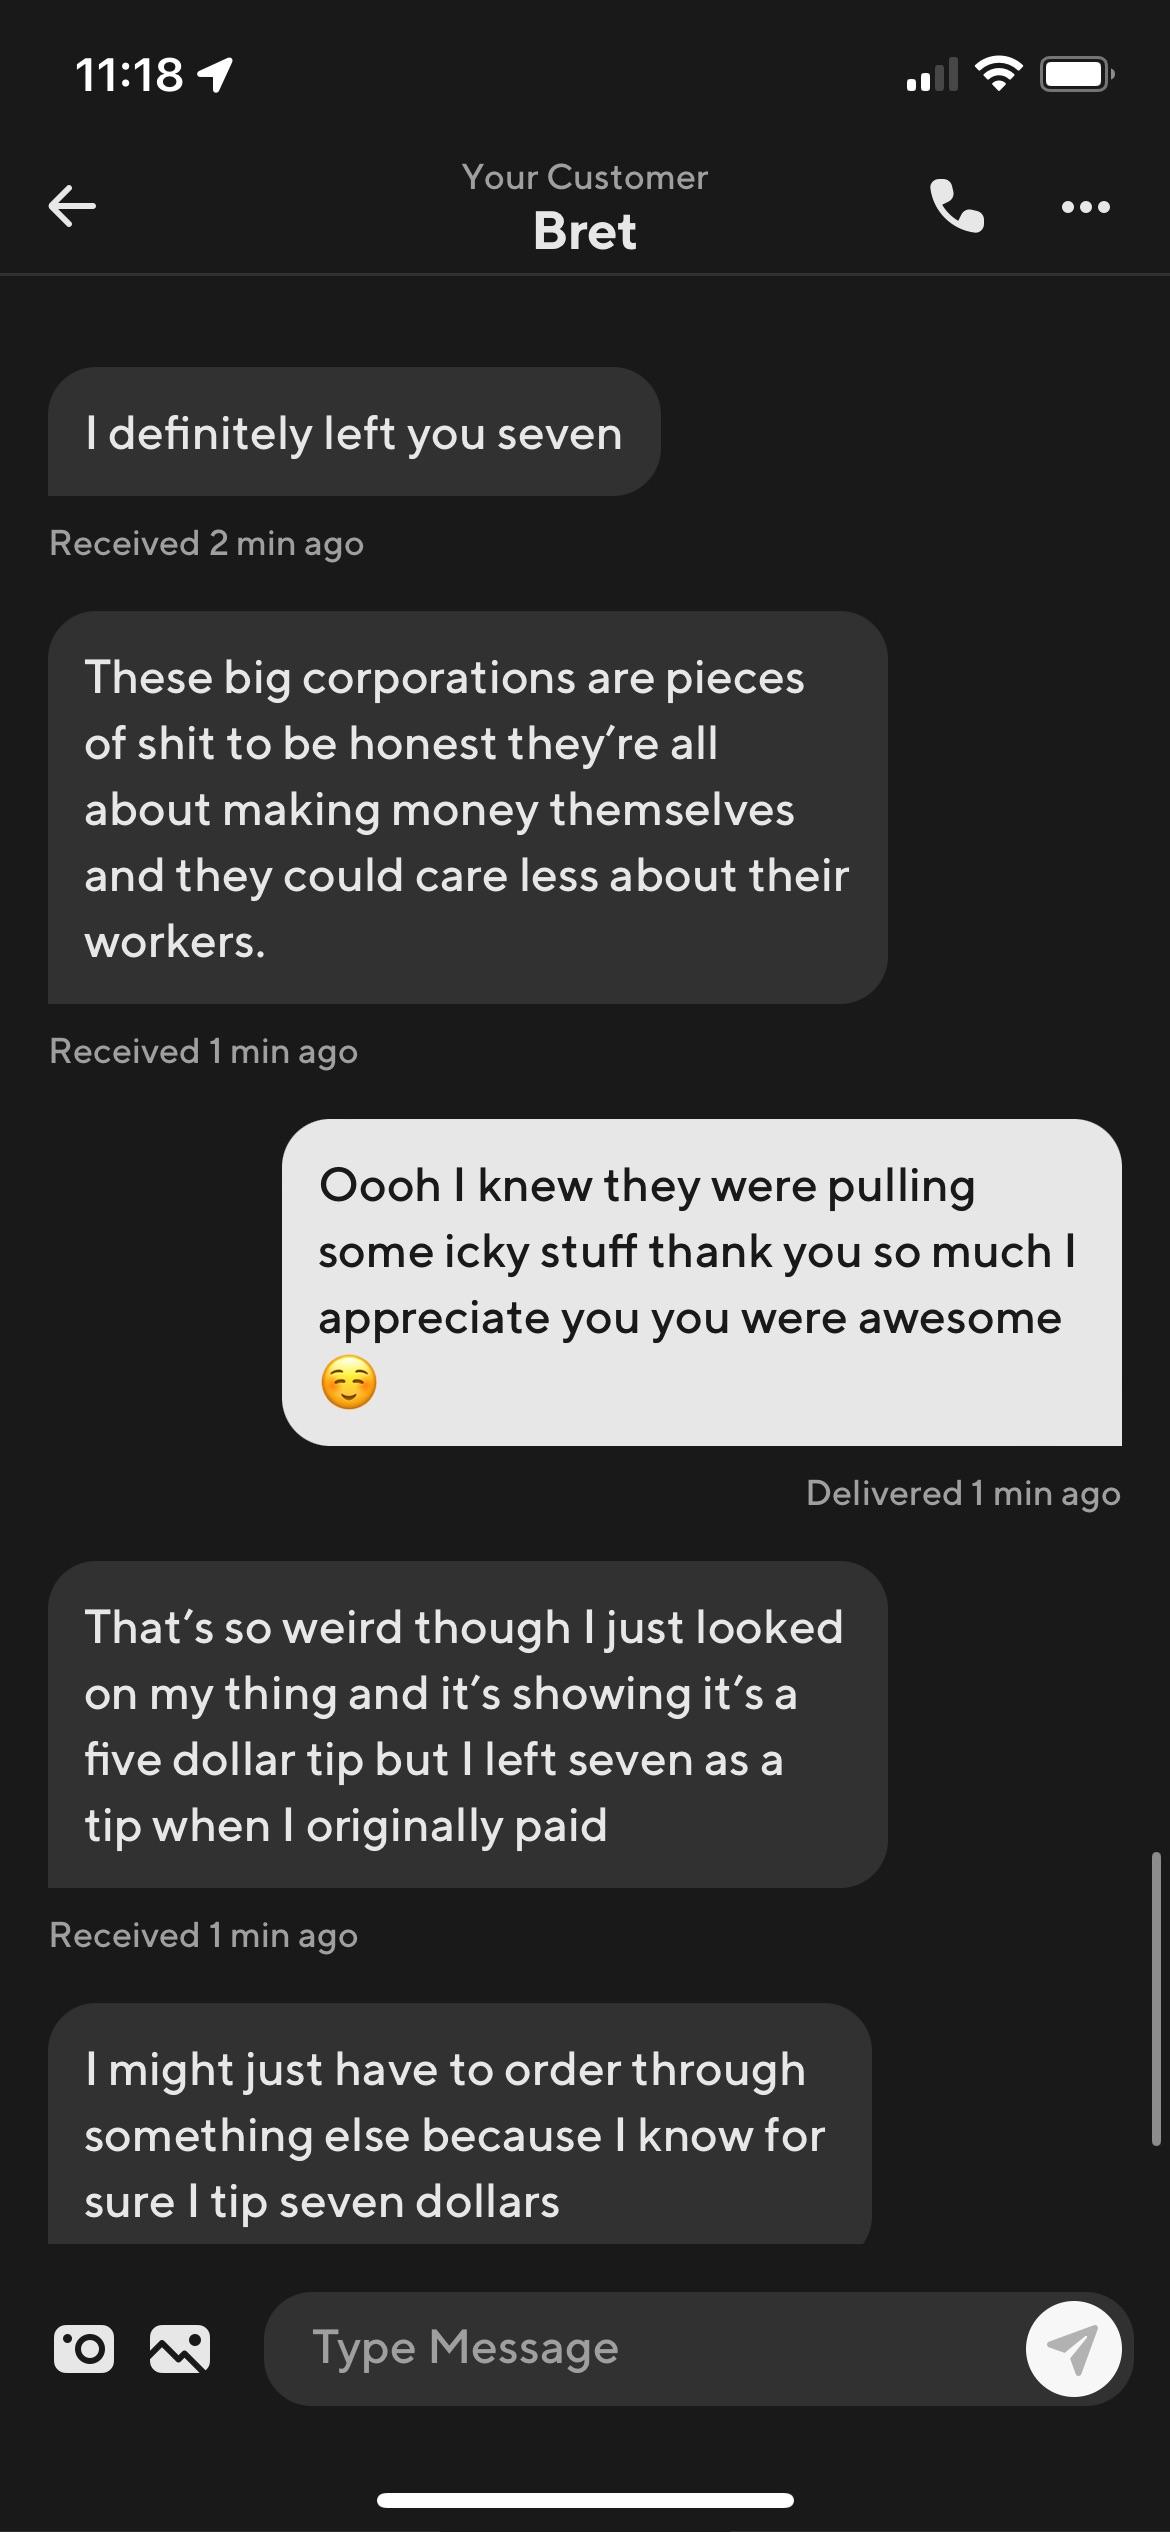 11:18
Your Customer
Bret
I definitely left you seven
Received 2 min ago
These big corporations are pieces
of shit to be honest they’re all
about making money themselves
and they could care less about their
workers.
Received 1 min ago
Oooh I knew they were pulling
some icky stuff thank you so much I
appreciate you you were awesome
☺️
Delivered 1 min ago
That’s so weird though I just looked
on my thing and it’s showing it’s a
five dollar tip but I left seven as a
tip when I originally paid
Received 1 min ago
I might just have to order through
something else because I know for
sure I tip seven dollars
Type Message